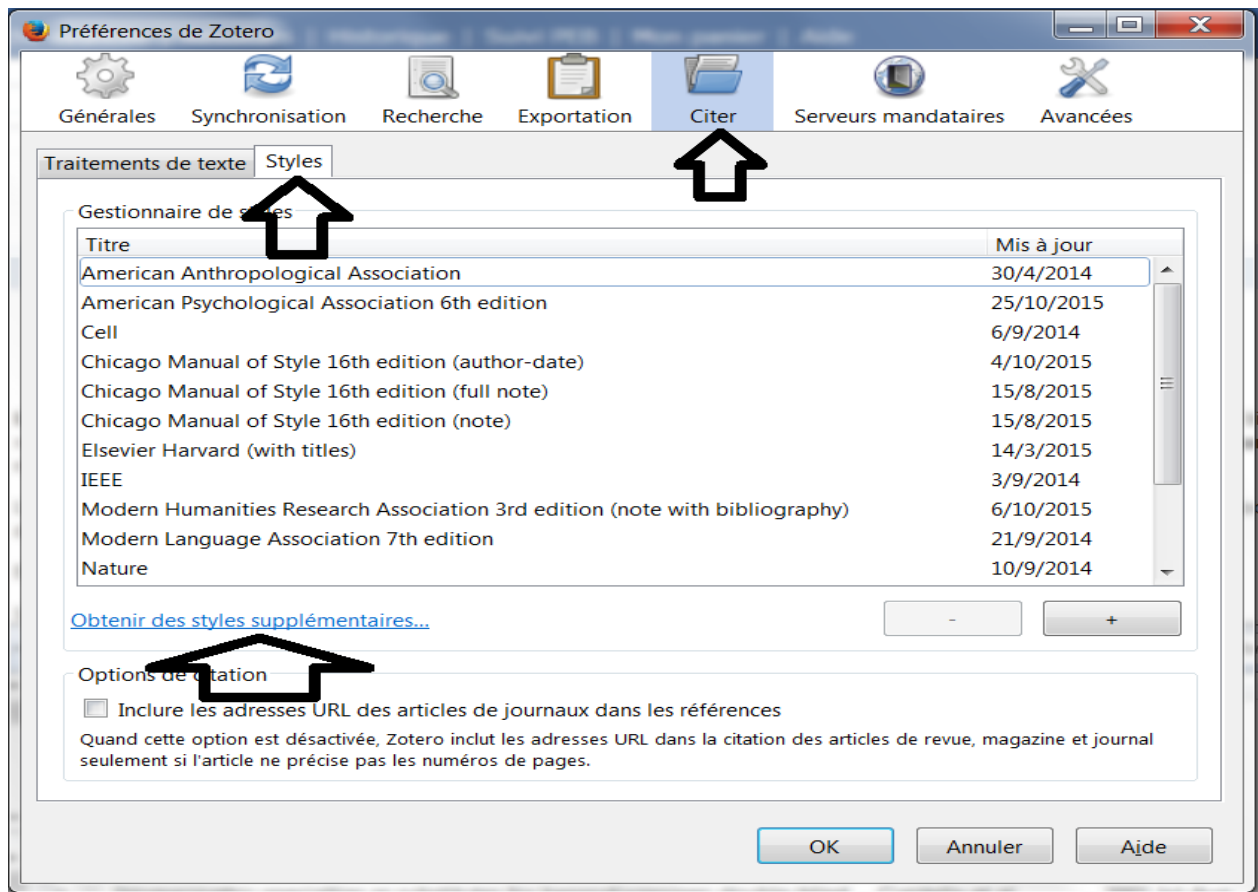 Préférences de Zotero
Historique | Suivi PEB | Mon panier | Aide
Générales Synchronisation Recherche Exportation Citer Serveurs mandataires Avancées
Traitements de texte Styles
Gestionnaire de styles
Titre Mis à jour
American Anthropological Association 30/4/2014
American Psychological Association 6th edition 25/10/2015
Cell 6/9/2014
Chicago Manual of Style 16th edition (author-date) 4/10/2015
Chicago Manual of Style 16th edition (full note) 15/8/2015
Chicago Manual of Style 16th edition (note) 15/8/2015
Elsevier Harvard (with titles) 14/3/2015
IEEE 3/9/2014
Modern Humanities Research Association 3rd edition (note with bibliography) 6/10/2015
Modern Language Association 7th edition 21/9/2014
Nature 10/9/2014
Obtenir des styles supplémentaires...
- +
Options de citation
Inclure les adresses URL des articles de journaux dans les références
Quand cette option est désactivée, Zotero inclut les adresses URL dans la citation des articles de revue, magazine et journal
seulement si l'article ne précise pas les numéros de pages.
OK Annuler Aide